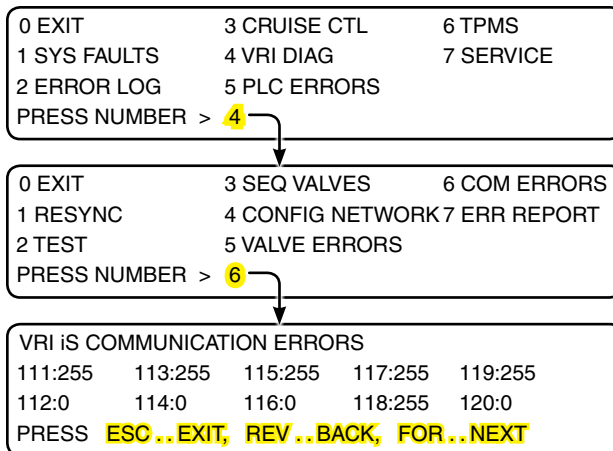 0 EXIT 3 CRUISE CTL 6 TPMS
1 SYS FAULTS 4 VRI DIAG 7 SERVICE
2 ERROR LOG 5 PLC ERRORS
PRESS NUMBER > 4
0 EXIT 3 SEQ VALVES 6 COM ERRORS
1 RESYNC 4 CONFIG NETWORK 7 ERR REPORT
2 TEST 5 VALVE ERRORS
PRESS NUMBER > 6
VRI iS COMMUNICATION ERRORS
111:255 113:255 115:255 117:255 119:255
112:0 114:0 116:0 118:255 120:0
PRESS ESC . . EXIT, REV . . BACK, FOR . . NEXT